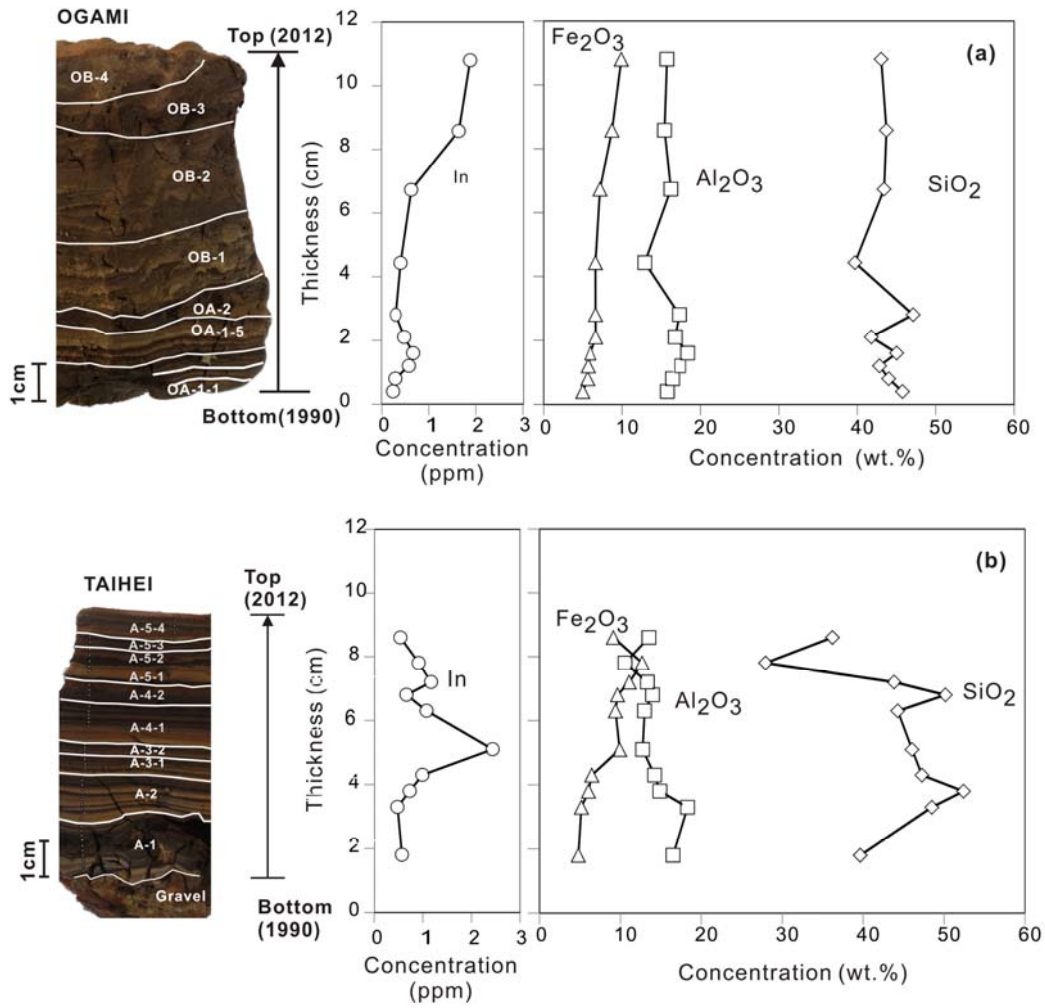 OGAMI
Top (2012)
OB-4
OB-3
OB-2
OB-1
OA-2
OA-1-5
OA-1-1
1cm
Bottom(1990)
12
10
8
6
4
2
0
Thickness (cm)
In
0 1 2 3
Concentration
(ppm)
Fe2O3
(a)
Al2O3
SiO2
0 10 20 30 40 50 60
Concentration (wt.%)
TAIHEI
Top
(2012)
A-5-4
A-5-3
A-5-2
A-5-1
A-4-2
A-4-1
A-3-2
A-3-1
A-2
A-1
Gravel
1cm
Bottom
(1990)
12
10
8
6
4
2
0
Thickness (cm)
In
0 1 2 3
Concentration
(ppm)
(b)
Fe2O3
Al2O3
SiO2
0 10 20 30 40 50 60
Concentration (wt.%)